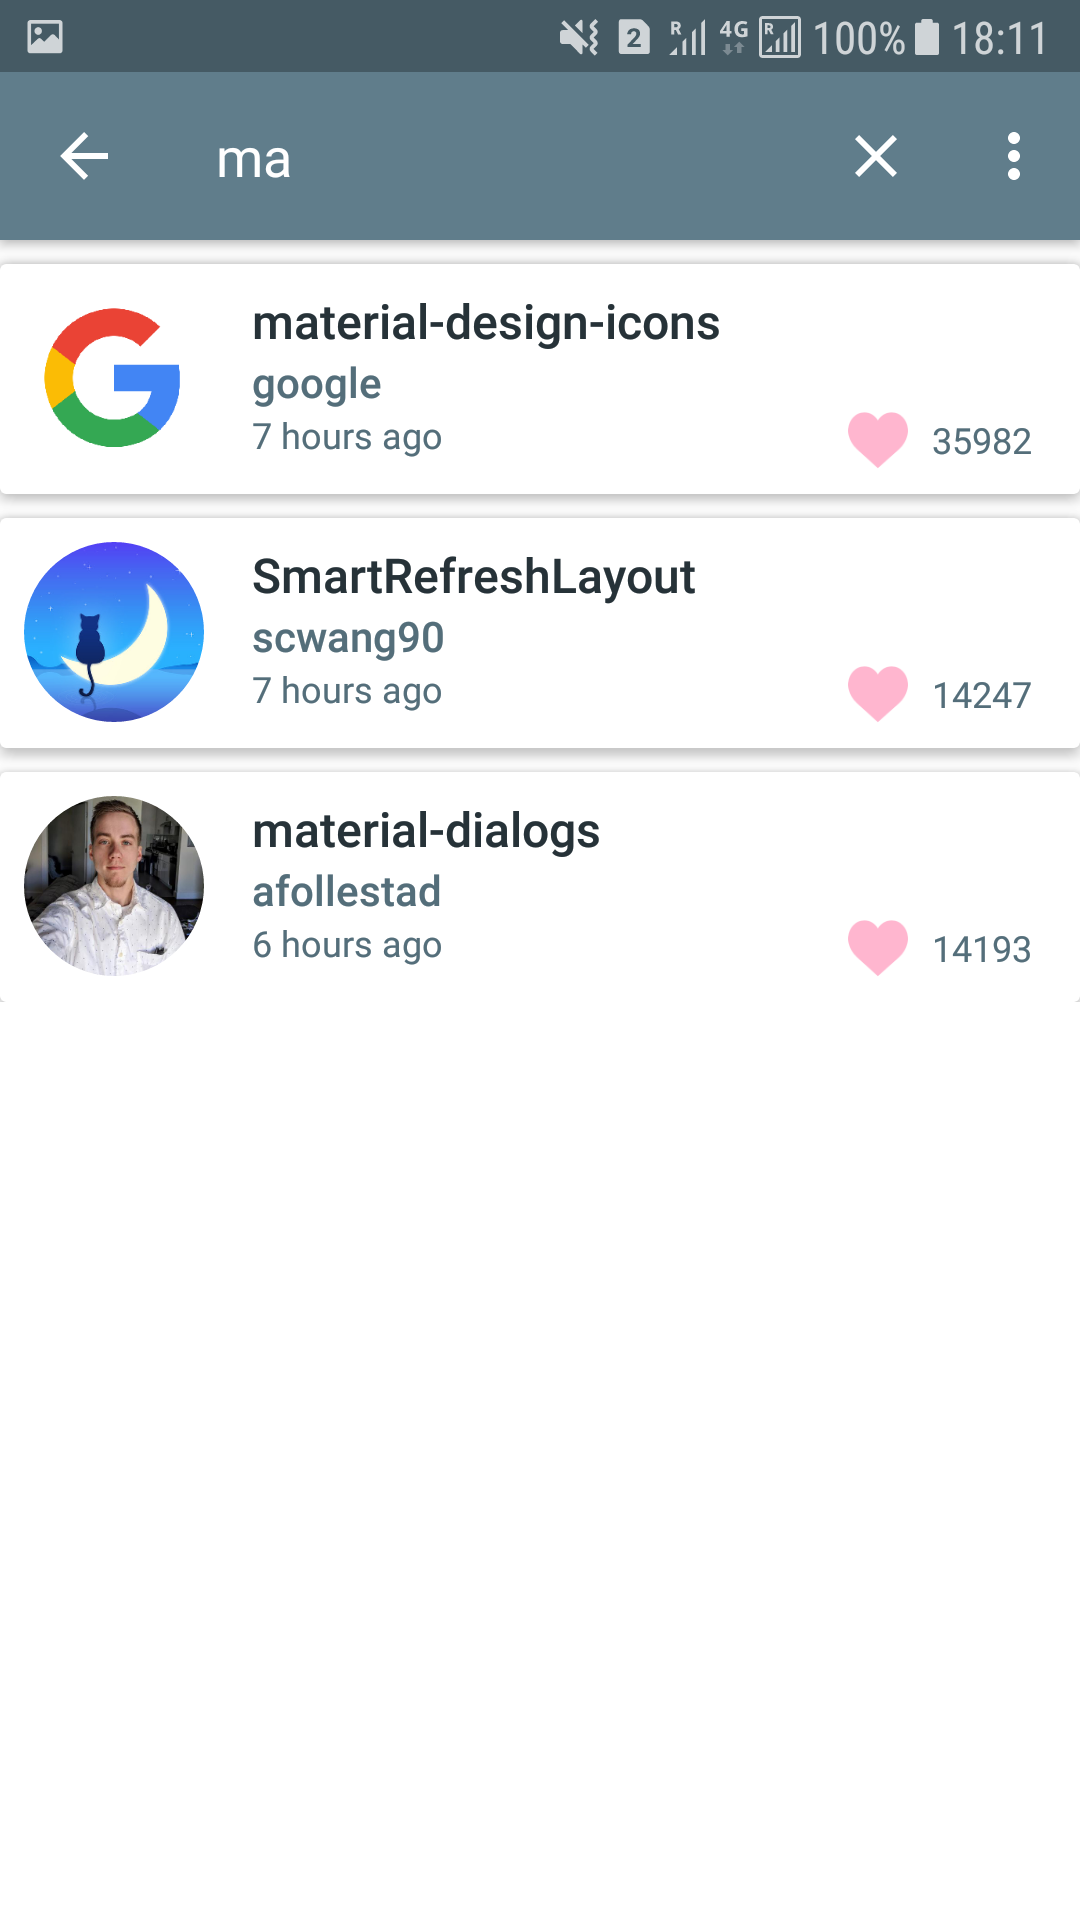 2 R 4G R 100% 18:11
ma
material-design-icons
google
7 hours ago
35982
SmartRefreshLayout
scwang90
7 hours ago
14247
material-dialogs
afollestad
6 hours ago
14193